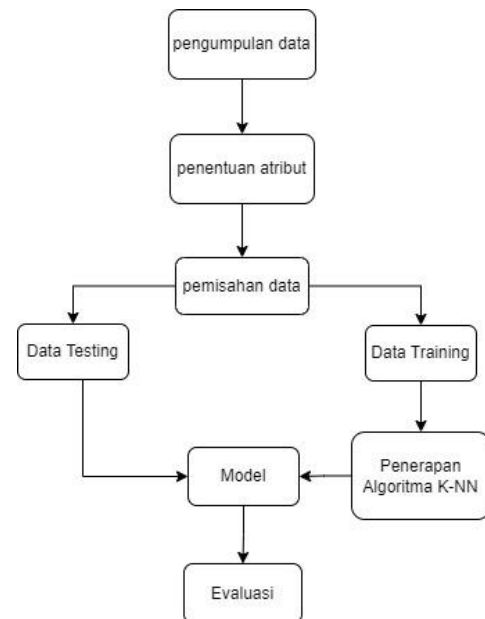 pengumpulan data
penentuan atribut
pemisahan data
Data Testing
Data Training
Model
Penerapan
Algoritma K-NN
Evaluasi